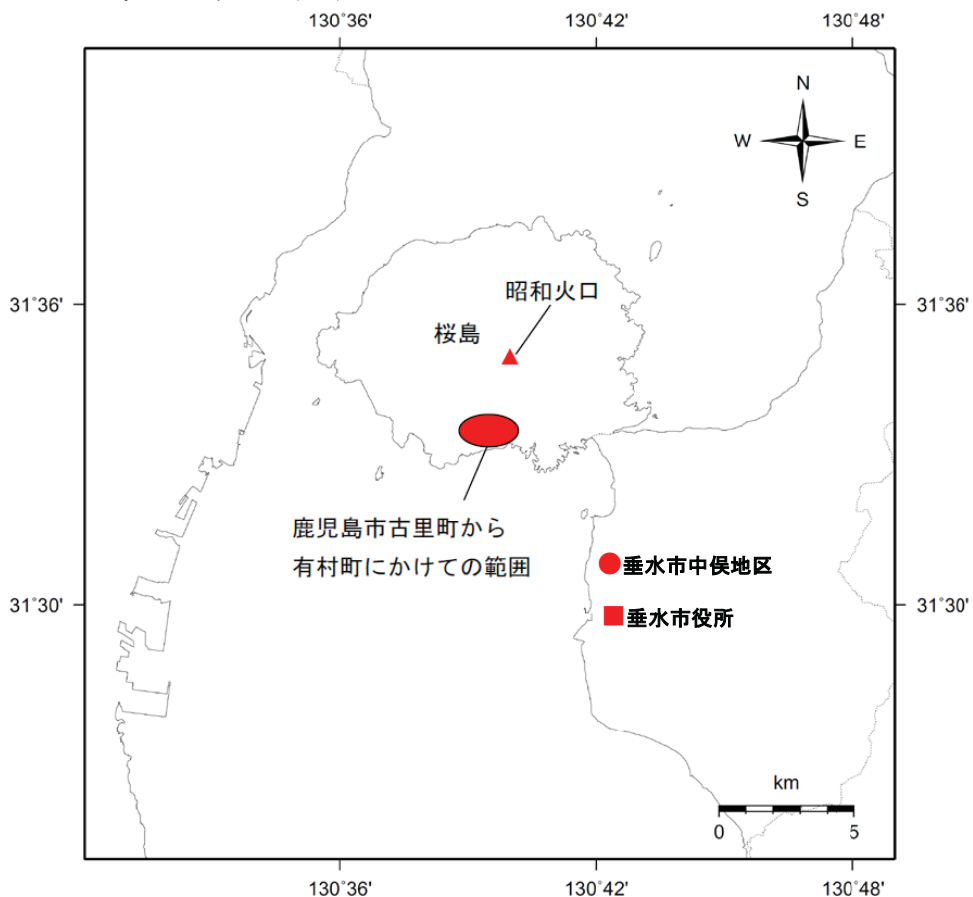 130˚36'
130˚42'
130˚48'
N
W
E
S
31˚36'
31˚36'
昭和火口
桜島
鹿児島市古里町から
有村町にかけての範囲
垂水市中俣地区
31˚30'
31˚30'
垂水市役所
km
0
5
130˚36'
130˚42'
130˚48'